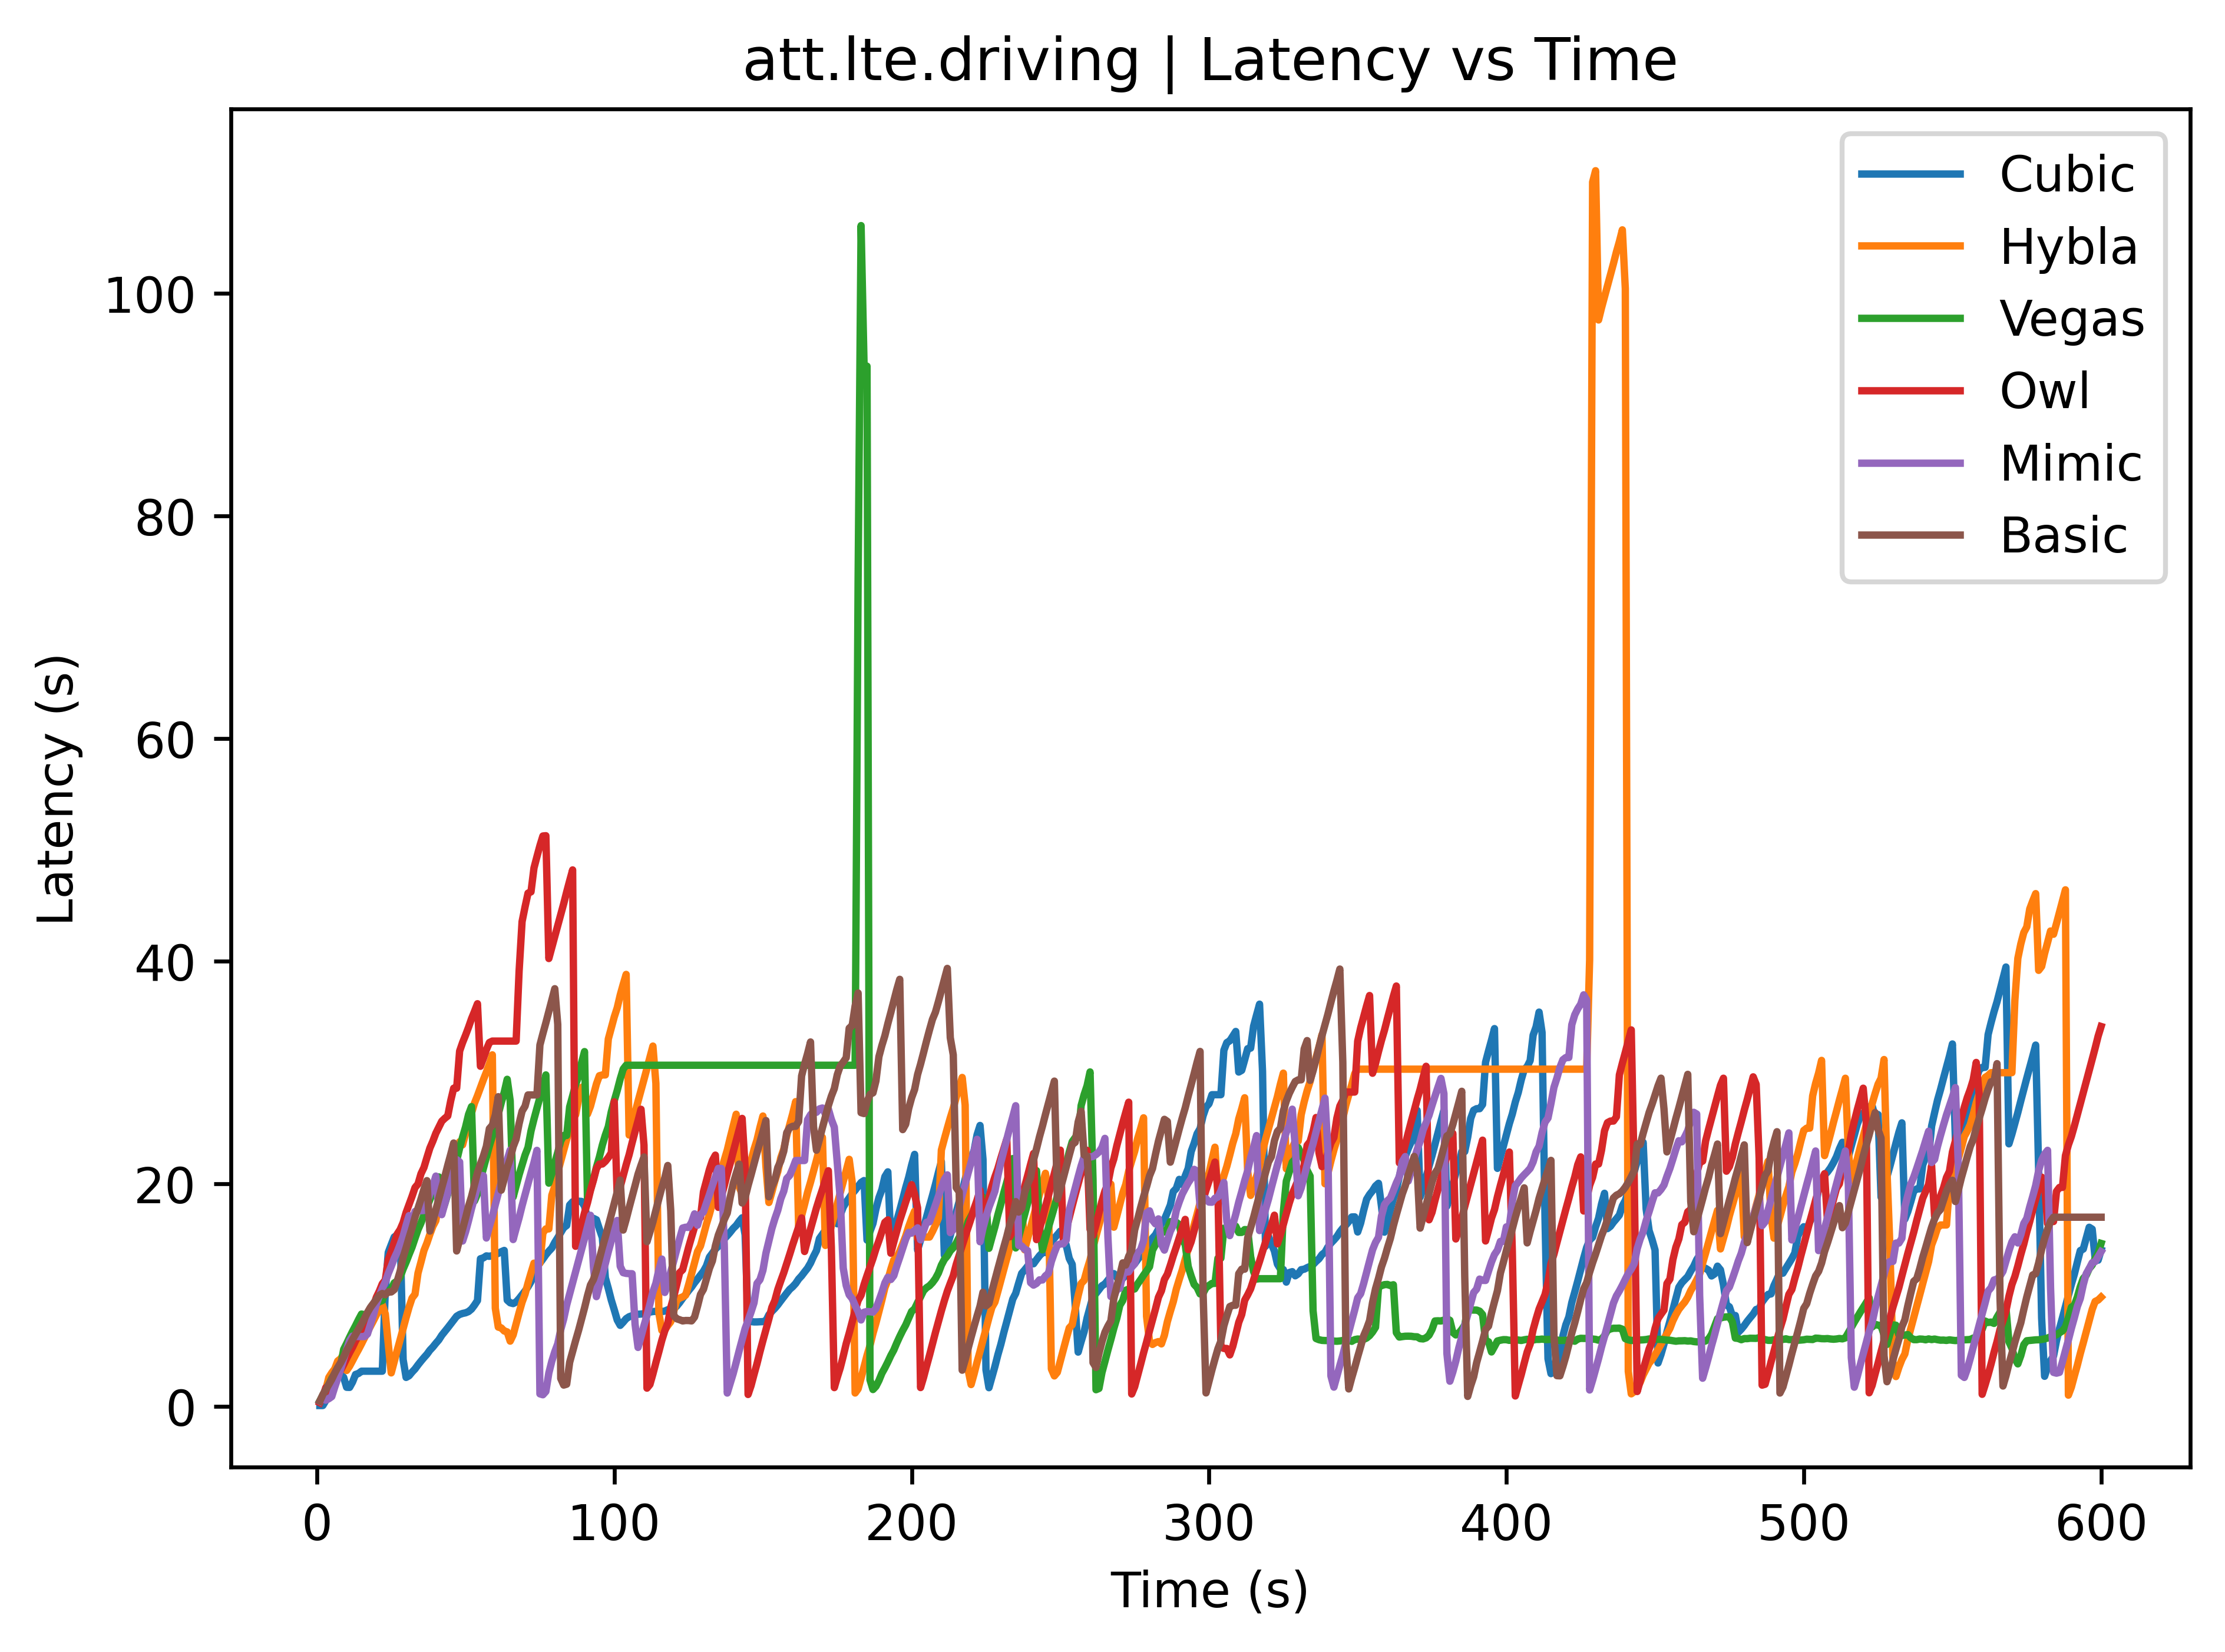 att.lte.driving | Latency vs Time
Cubic
Hybla
Vegas
Owl
Mimic
Basic
100
80
60
40
20
0
Latency (s)
0 100 200 300 400 500 600
Time (s)